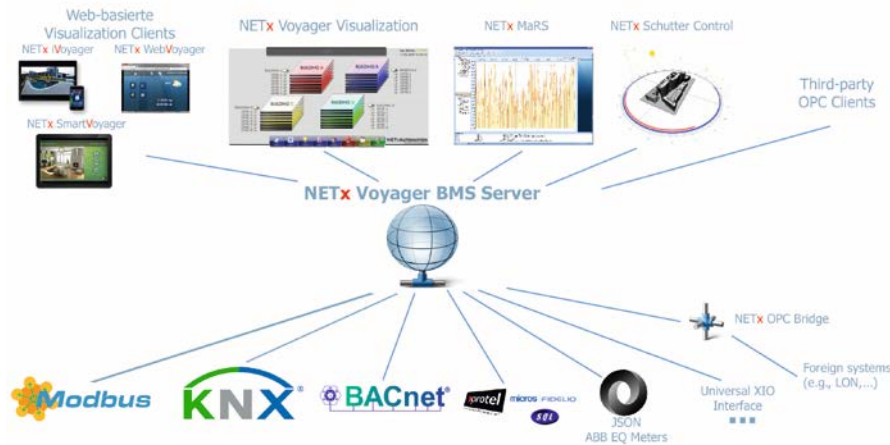 Web-basierte
Visualization Clients
NETx iVoyager
NETx WebVoyager
NETx SmartVoyager
NETx Voyager Visualization
NETx MaRS
NETx Schutter Control
Third-party
OPC Clients
NETx Voyager BMS Server
NETx OPC Bridge
Foreign systems
(e.g., LON,...)
Modbus
KNX®
BACnet®
protel
micros FIDELIO
SQL
JSON
ABB EQ Meters
Universal XIO
Interface